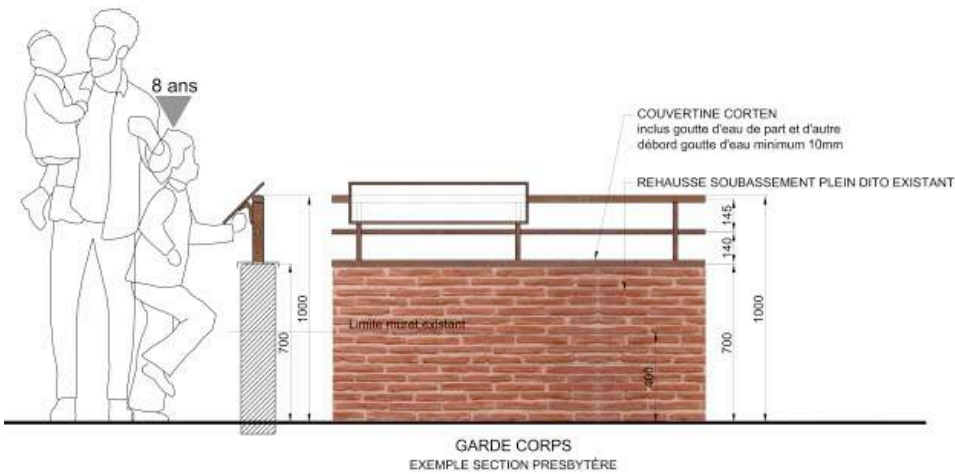 8 ans
COUVERTINE CORTEN
inclus goutte d'eau de part et d'autre
débord goutte d'eau minimum 10mm
REHAUSSE SOUBASSEMENT PLEIN DITO EXISTANT
145
140
1000
700
Limite muret existant
400
700
1000
GARDE CORPS
EXEMPLE SECTION PRESBYTÈRE